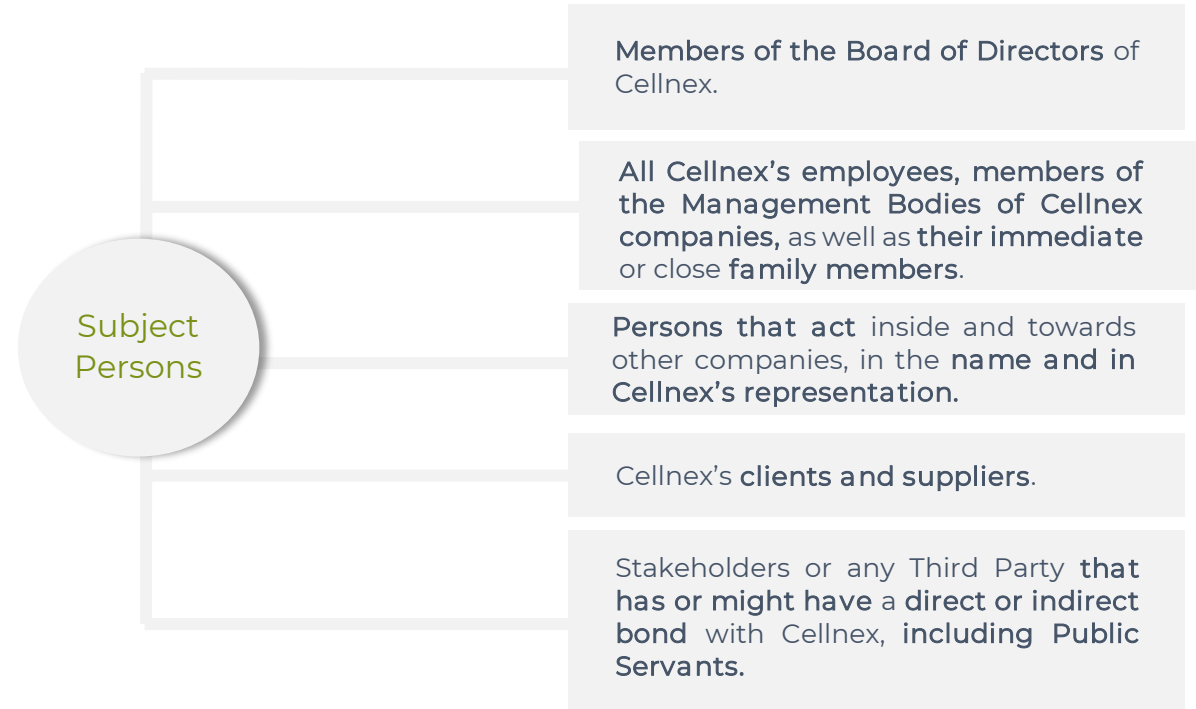 Members of the Board of Directors of
Cellnex.
All Cellnex’s employees, members of
the Management Bodies of Cellnex
companies, as well as their immediate
or close family members.
Subject
Persons
Persons that act inside and towards
other companies, in the name and in
Cellnex’s representation.
Cellnex’s clients and suppliers.
Stakeholders or any Third Party that
has or might have a direct or indirect
bond with Cellnex, including Public
Servants.